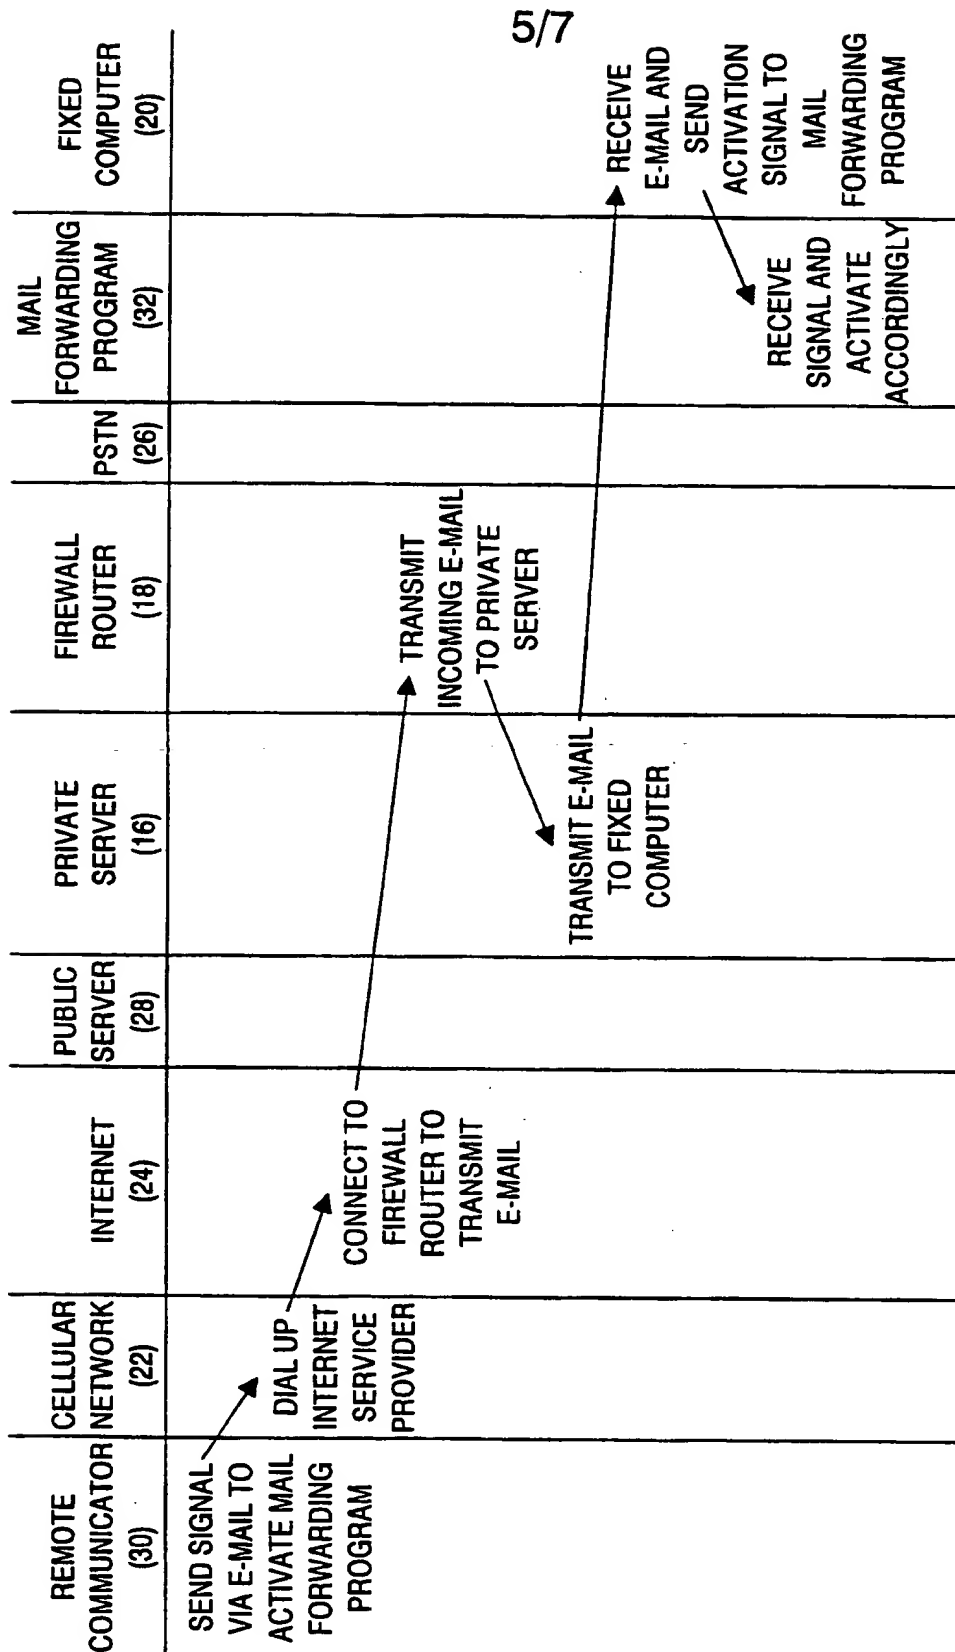 5/7
REMOTE
COMMUNICATOR
(30)
CELLULAR
NETWORK
(22)
INTERNET
(24)
PUBLIC
SERVER
(28)
PRIVATE
SERVER
(16)
FIREWALL
ROUTER
(18)
PSTN
(26)
MAIL
FORWARDING
PROGRAM
(32)
FIXED
COMPUTER
(20)
SEND SIGNAL
VIA E-MAIL TO
ACTIVATE MAIL
FORWARDING
PROGRAM
DIAL UP
INTERNET
SERVICE
PROVIDER
CONNECT TO
FIREWALL
ROUTER TO
TRANSMIT
E-MAIL
TRANSMIT
INCOMING E-MAIL
TO PRIVATE
SERVER
TRANSMIT E-MAIL
TO FIXED
COMPUTER
RECEIVE
E-MAIL AND
SEND
ACTIVATION
SIGNAL TO
MAIL
FORWARDING
PROGRAM
RECEIVE
SIGNAL AND
ACTIVATE
ACCORDINGLY